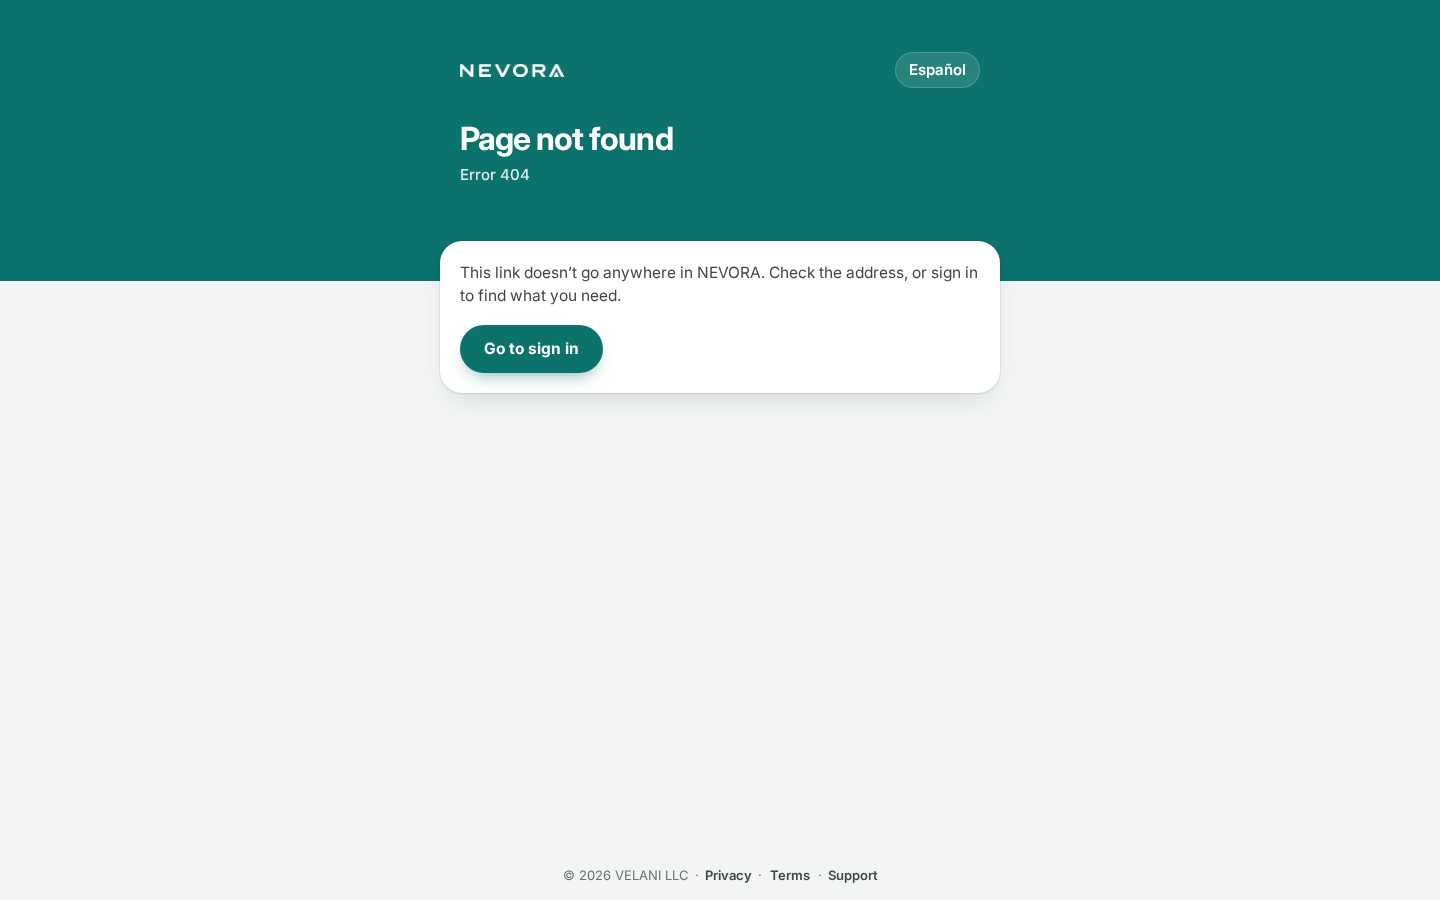 NEVORA
Español
Page not found
Error 404
This link doesn’t go anywhere in NEVORA. Check the address, or sign in
to find what you need.
Go to sign in
© 2026 VELANI LLC · Privacy · Terms · Support